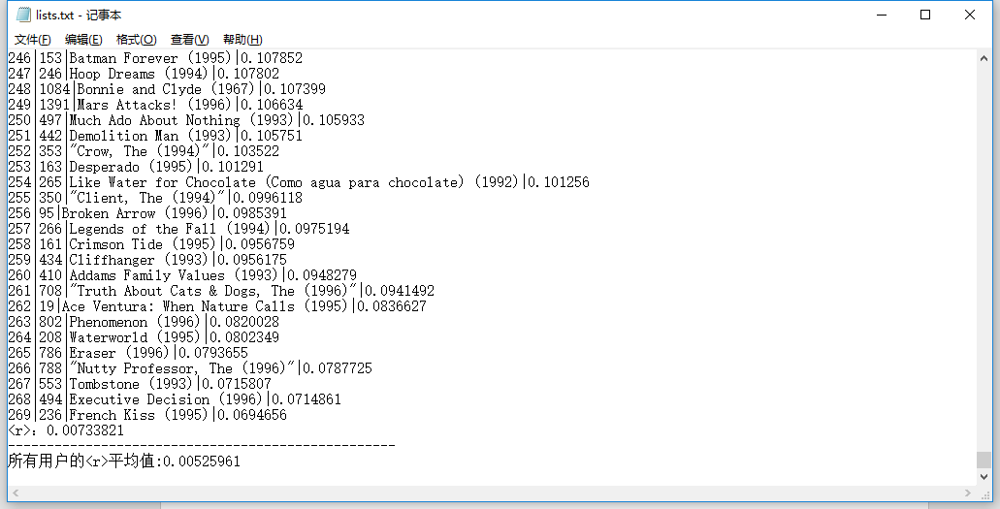 lists.txt - 记事本
文件(F) 编辑(E) 格式(O) 查看(V) 帮助(H)
246|153|Batman Forever (1995)|0.107852
247|246|Hoop Dreams (1994)|0.107802
248|1084|Bonnie and Clyde (1967)|0.107399
249|1391|Mars Attacks! (1996)|0.106634
250|497|Much Ado About Nothing (1993)|0.105933
251|442|Demolition Man (1993)|0.105751
252|353|"Crow, The (1994)"|0.103522
253|163|Desperado (1995)|0.101291
254|265|Like Water for Chocolate (Como agua para chocolate) (1992)|0.101256
255|350|"Client, The (1994)"|0.0996118
256|95|Broken Arrow (1996)|0.0985391
257|266|Legends of the Fall (1994)|0.0975194
258|161|Crimson Tide (1995)|0.0956759
259|434|Cliffhanger (1993)|0.0956175
260|410|Addams Family Values (1993)|0.0948279
261|708|"Truth About Cats & Dogs, The (1996)"|0.0941492
262|19|Ace Ventura: When Nature Calls (1995)|0.0836627
263|802|Phenomenon (1996)|0.0820028
264|208|Waterworld (1995)|0.0802349
265|786|Eraser (1996)|0.0793655
266|788|"Nutty Professor, The (1996)"|0.0787725
267|553|Tombstone (1993)|0.0715807
268|494|Executive Decision (1996)|0.0714861
269|236|French Kiss (1995)|0.0694656
<r>：0.00733821
--------------------------------------------------
所有用户的<r>平均值:0.00525961